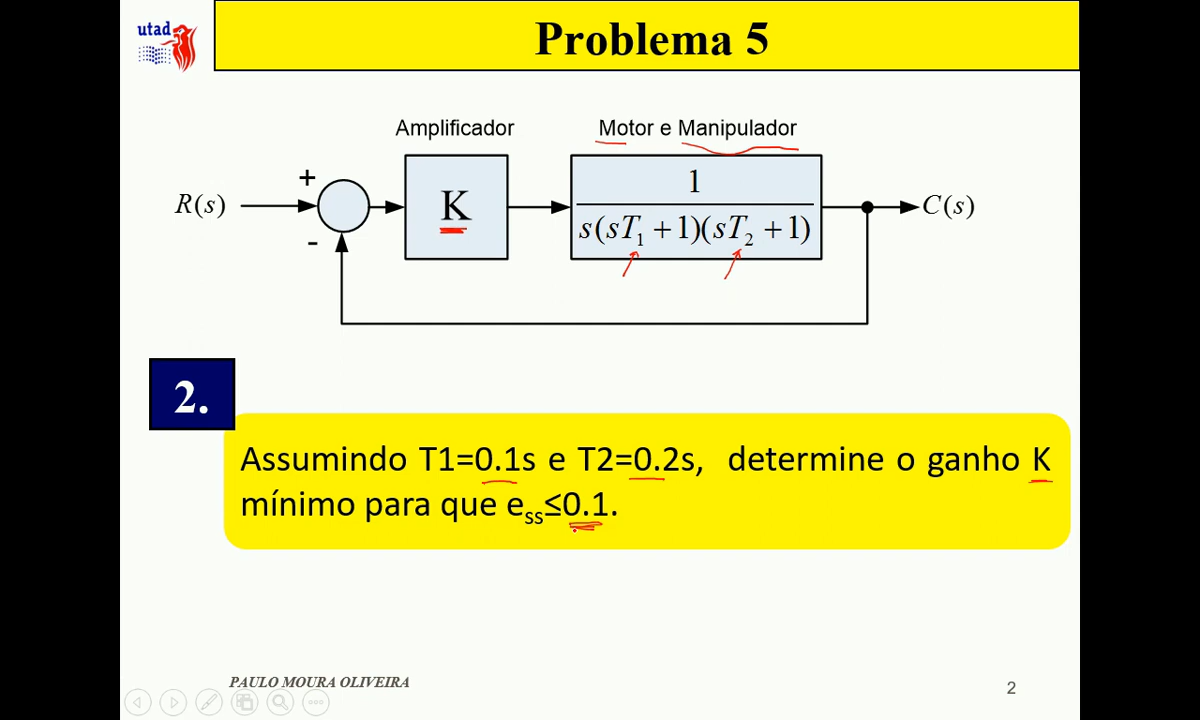 utad
Problema 5
Amplificador
Motor e Manipulador
R(s)
+
-
K
1
s(sT₁ +1)(sT₂ +1)
C(s)
2.
Assumindo T1=0.1s e T2=0.2s, determine o ganho K
mínimo para que eₛₛ≤0.1.
PAULO MOURA OLIVEIRA
2